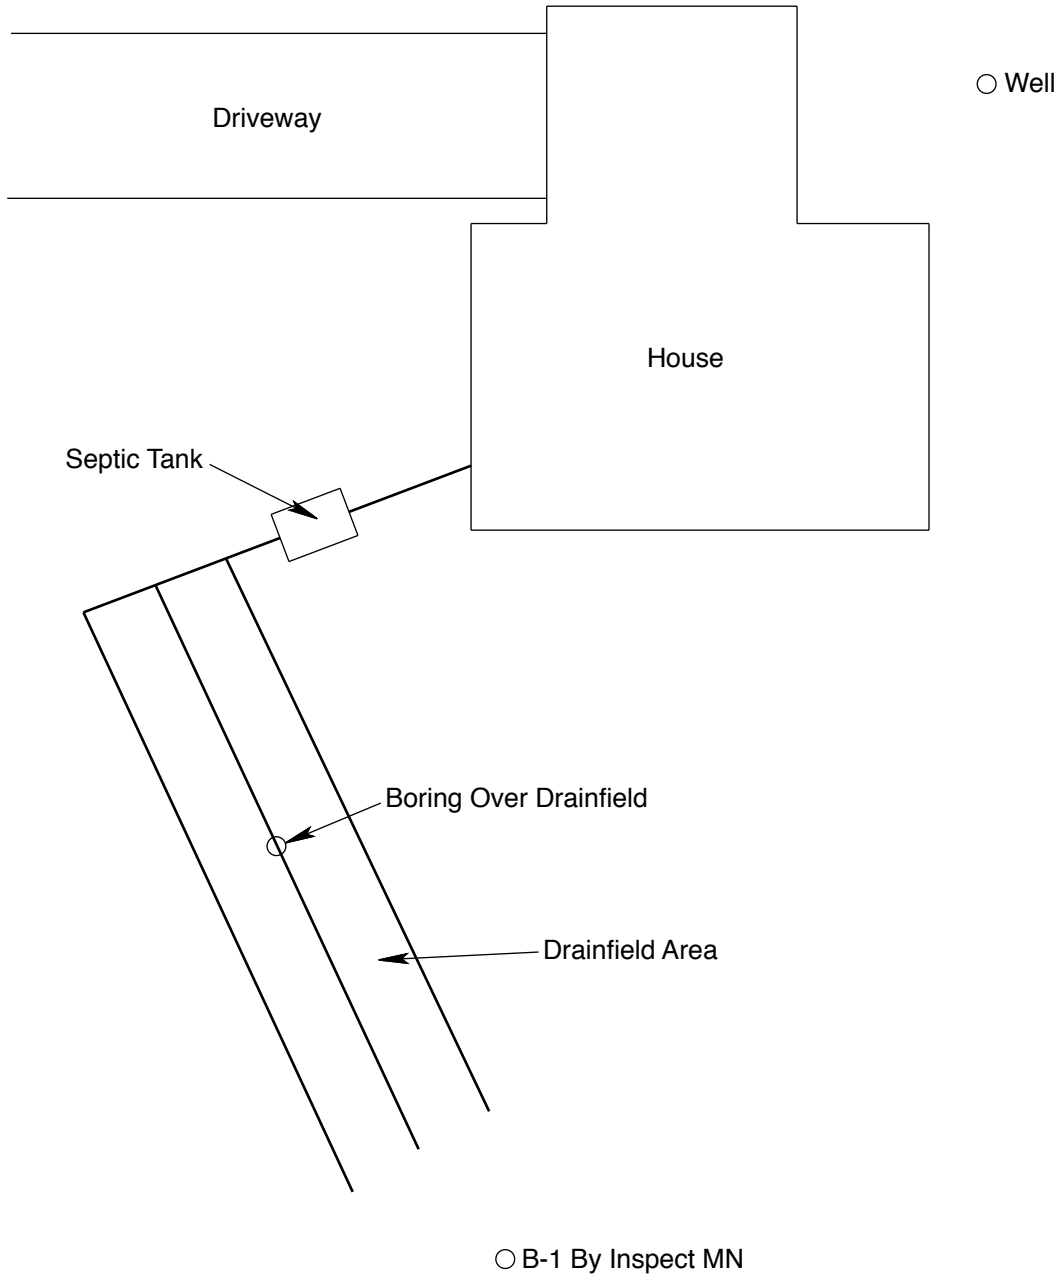 Well
Driveway
House
Septic Tank
Boring Over Drainfield
Drainfield Area
B-1 By Inspect MN